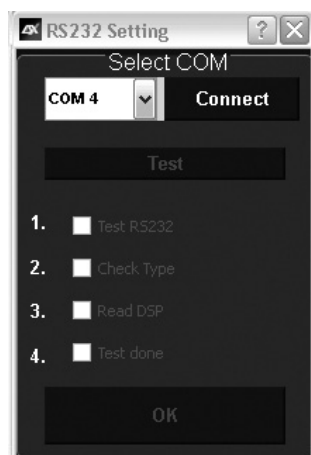 AX RS232 Setting ?
Select COM
COM 4 Connect
Test
1. Test RS232
2. Check Type
3. Read DSP
4. Test done
OK